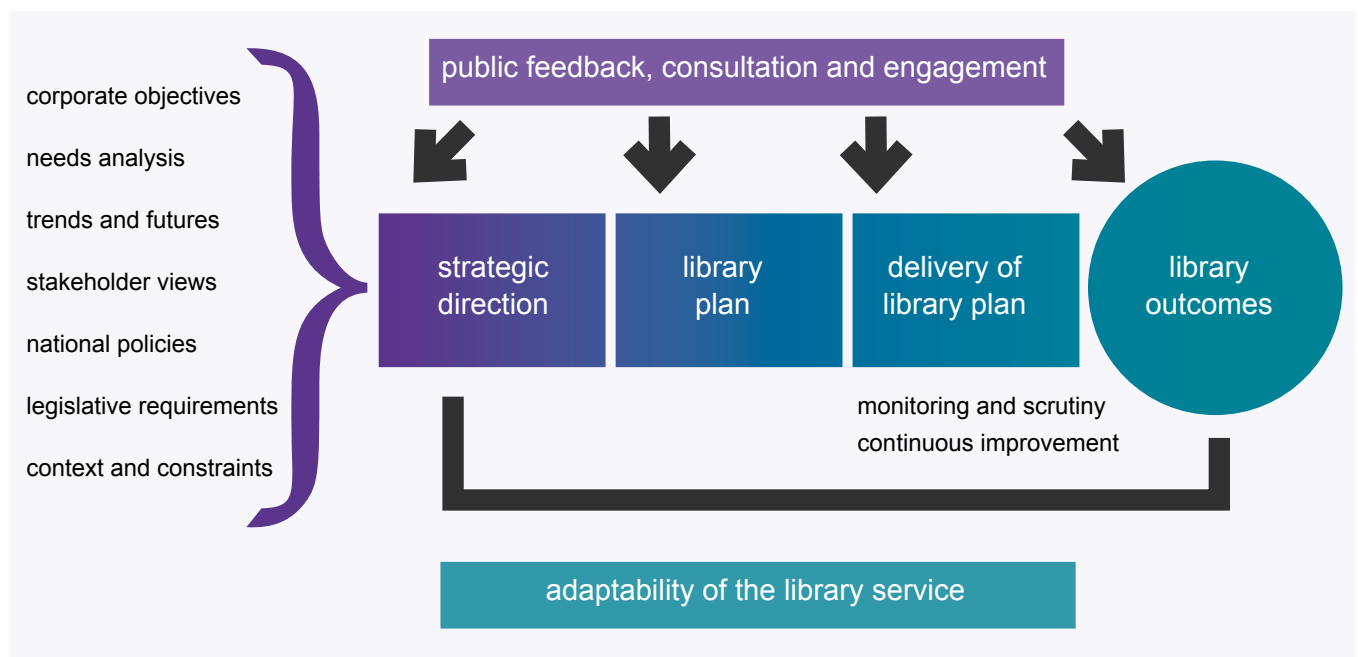 public feedback, consultation and engagement
corporate objectives
needs analysis
trends and futures
stakeholder views
national policies
legislative requirements
context and constraints
strategic
direction
library
plan
delivery of
library plan
library
outcomes
monitoring and scrutiny
continuous improvement
adaptability of the library service